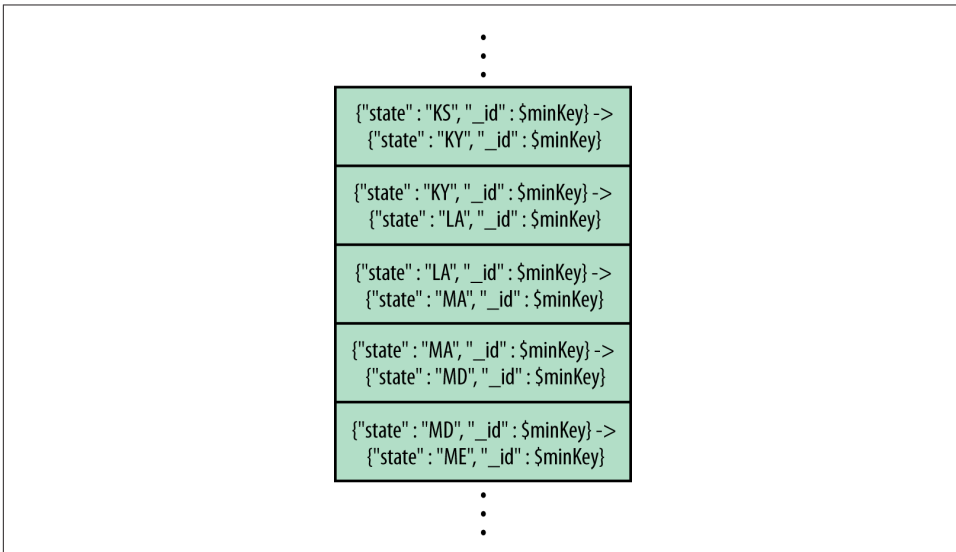 {"state" : "KS", "_id" : $minKey} ->
{"state" : "KY", "_id" : $minKey}
{"state" : "KY", "_id" : $minKey} ->
{"state" : "LA", "_id" : $minKey}
{"state" : "LA", "_id" : $minKey} ->
{"state" : "MA", "_id" : $minKey}
{"state" : "MA", "_id" : $minKey} ->
{"state" : "MD", "_id" : $minKey}
{"state" : "MD", "_id" : $minKey} ->
{"state" : "ME", "_id" : $minKey}